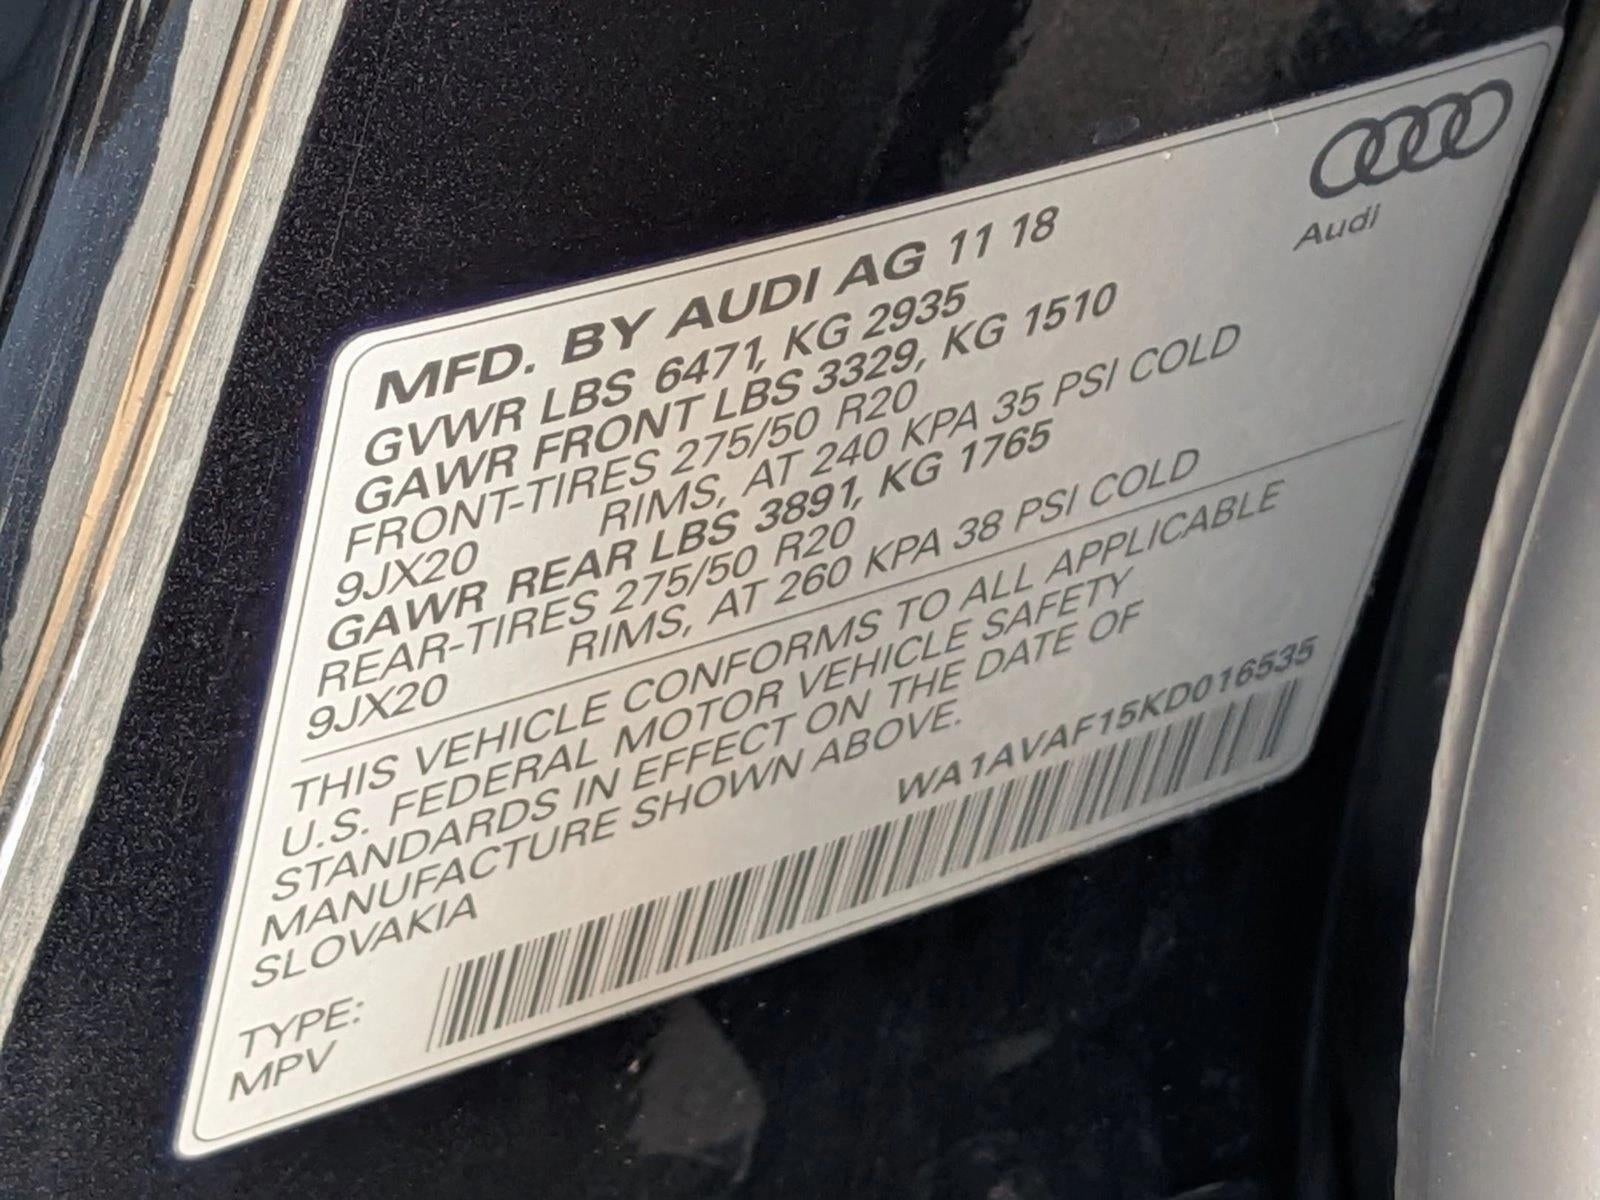 Audi
MFD. BY AUDI AG 11 18
GVWR LBS 6471, KG 2935
GAWR FRONT LBS 3329, KG 1510
FRONT-TIRES 275/50 R20
9JX20 RIMS, AT 240 KPA 35 PSI COLD
GAWR REAR LBS 3891, KG 1765
REAR-TIRES 275/50 R20
9JX20 RIMS, AT 260 KPA 38 PSI COLD
THIS VEHICLE CONFORMS TO ALL APPLICABLE
U.S. FEDERAL MOTOR VEHICLE SAFETY
STANDARDS IN EFFECT ON THE DATE OF
MANUFACTURE SHOWN ABOVE.
SLOVAKIA
WA1AVAF15KD016535
TYPE:
MPV